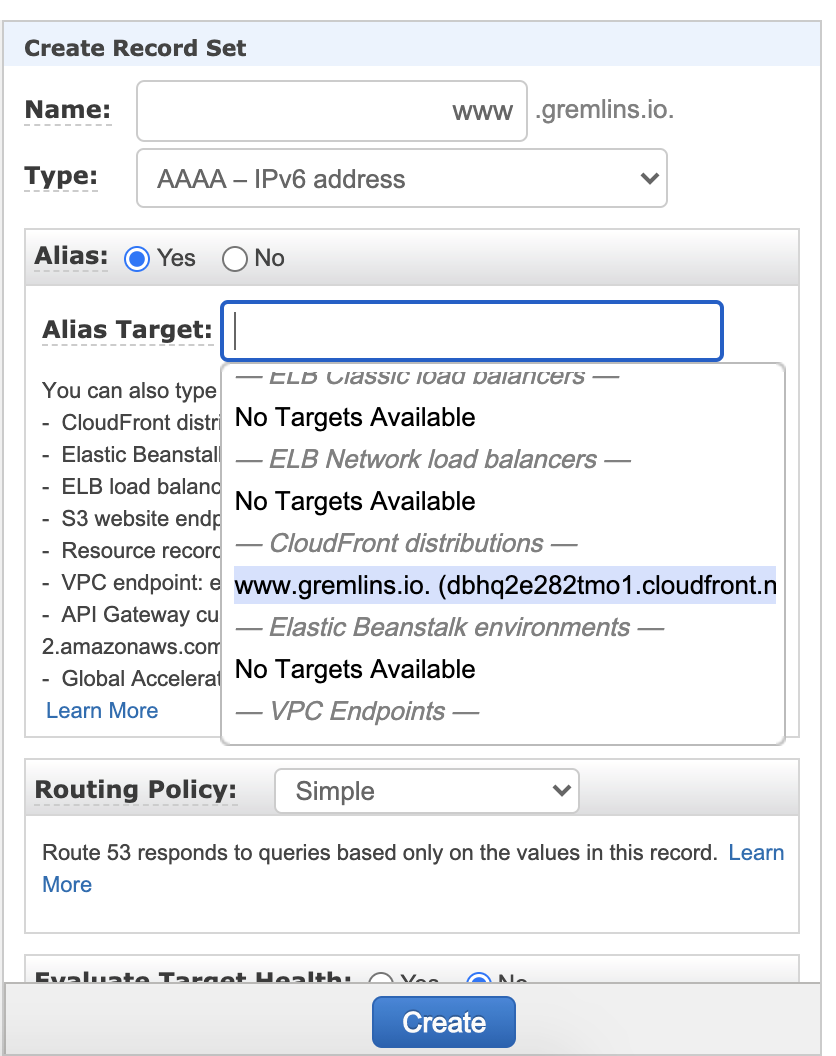 Create Record Set
Name: www .gremlins.io.
Type: AAAA – IPv6 address
Alias: Yes No
Alias Target:
You can also type
— ELB Classic load balancers —
- CloudFront distri
No Targets Available
- Elastic Beanstal
— ELB Network load balancers —
- ELB load balanc
No Targets Available
- S3 website endp
- Resource recor
— CloudFront distributions —
- VPC endpoint: e
www.gremlins.io. (dbhq2e282tmo1.cloudfront.n
- API Gateway cu
— Elastic Beanstalk environments —
2.amazonaws.com
No Targets Available
- Global Accelerat
Learn More
— VPC Endpoints —
Routing Policy: Simple
Route 53 responds to queries based only on the values in this record. Learn
More
Evaluate Target Health: Yes No
Create